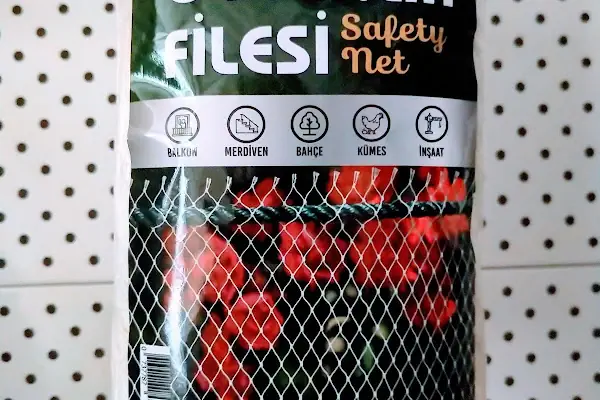 FİLESİ
Safety
Net
BALKON
MERDİVEN
BAHÇE
KÜMES
İNŞAAT